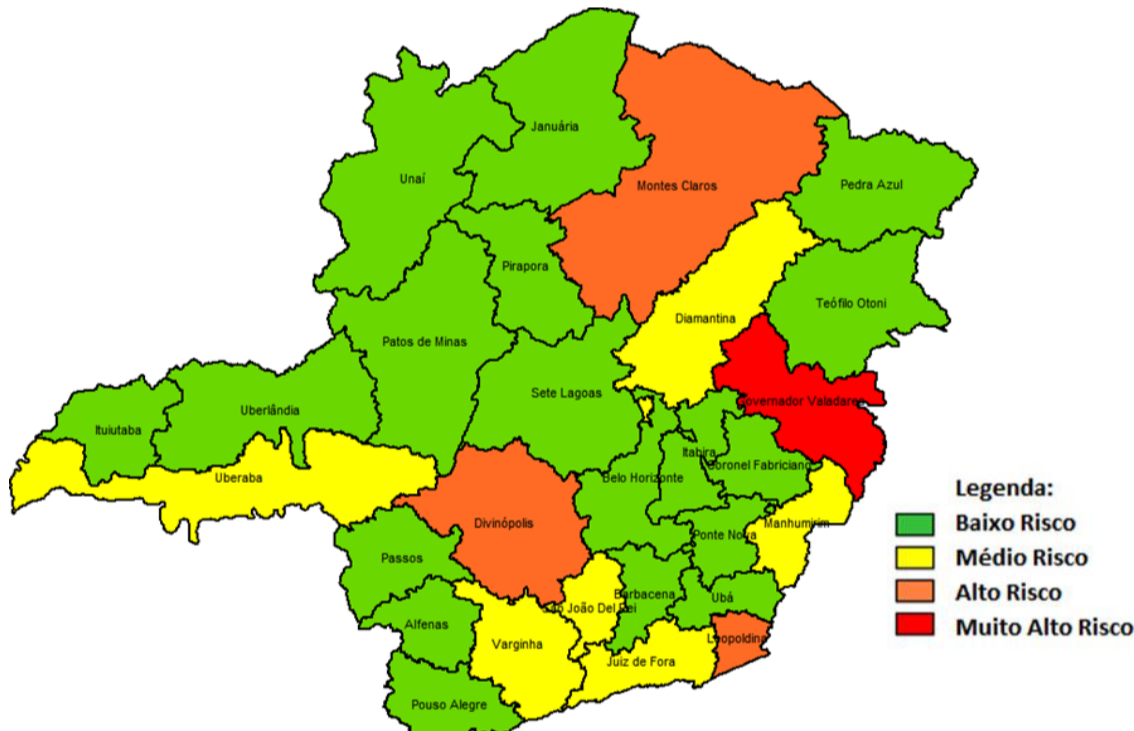 Januária
Unaí
Montes Claros
Pedra Azul
Pirapora
Teófilo Otoni
Diamantina
Patos de Minas
Sete Lagoas
Governador Valadares
Uberlândia
Ituiutaba
Itabira
Coronel Fabriciano
Uberaba
Belo Horizonte
Divinópolis
Manhumirim
Ponte Nova
Passos
Barbacena
Ubá
São João Del Rei
Alfenas
Varginha
Leopoldina
Juiz de Fora
Pouso Alegre
Legenda:
Baixo Risco
Médio Risco
Alto Risco
Muito Alto Risco